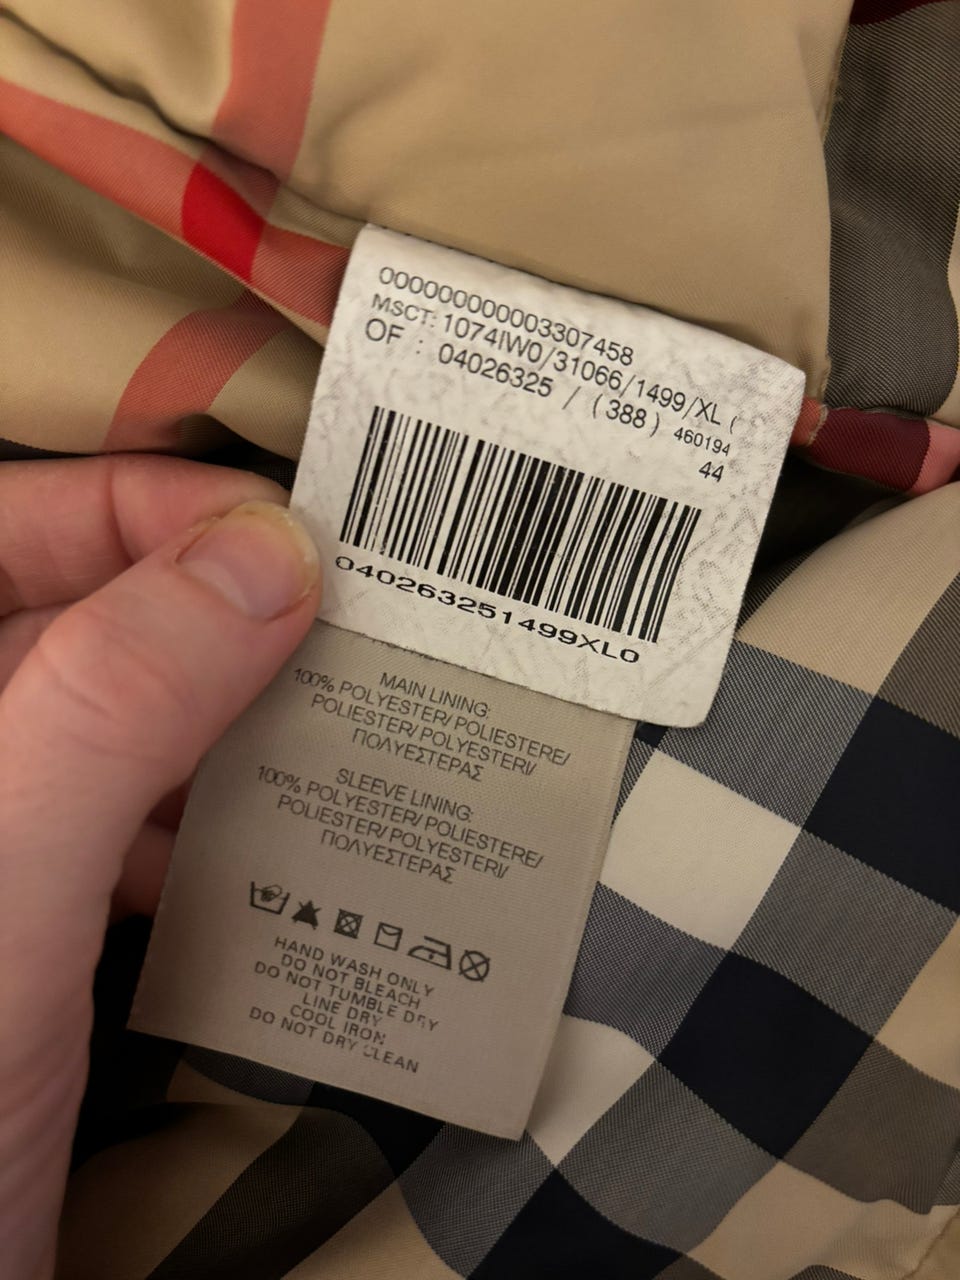 000000000003307458
MSCT: 1074IW0/31066/1499/XL (
OF : 04026325 / (388) 460194
44
040263251499XL0
MAIN LINING:
100% POLYESTER/ POLIESTERE/
POLIESTER/ POLYESTERI/
ΠΟΛΥΕΣΤΕΡΑΣ
SLEEVE LINING:
100% POLYESTER/ POLIESTERE/
POLIESTER/ POLYESTERI/
ΠΟΛΥΕΣΤΕΡΑΣ
HAND WASH ONLY
DO NOT BLEACH
DO NOT TUMBLE DRY
LINE DRY
COOL IRON
DO NOT DRY CLEAN